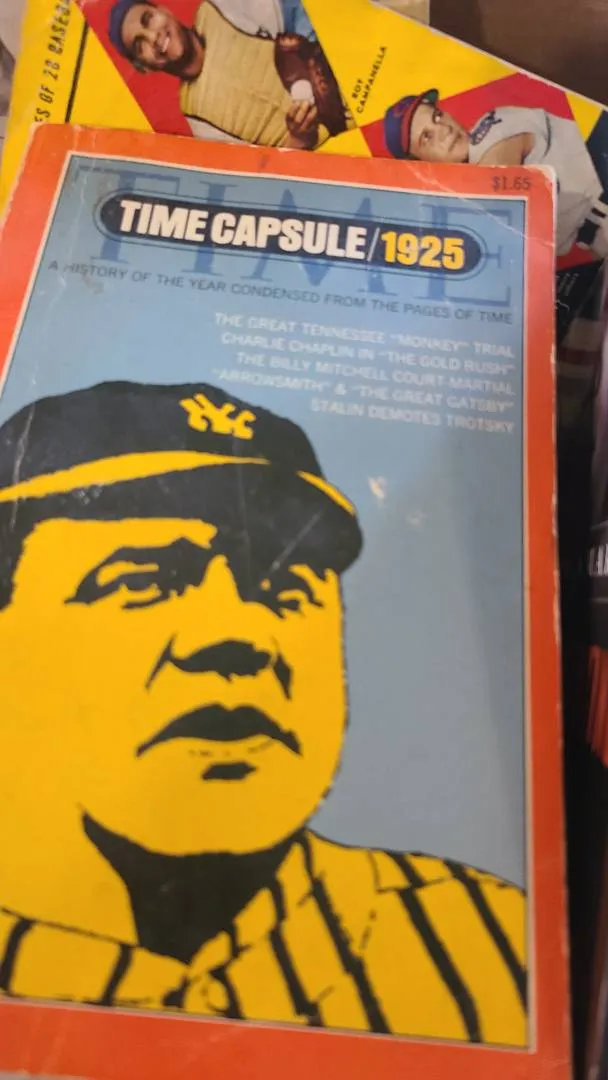 ES OF 28 BASEBA
ROY
CAMPANELLA
$1.65
TIME
TIME CAPSULE/1925
A HISTORY OF THE YEAR CONDENSED FROM THE PAGES OF TIME
THE GREAT TENNESSEE "MONKEY" TRIAL
CHARLIE CHAPLIN IN "THE GOLD RUSH"
THE BILLY MITCHELL COURT-MARTIAL
"ARROWSMITH" & "THE GREAT GATSBY"
STALIN DEMOTES TROTSKY